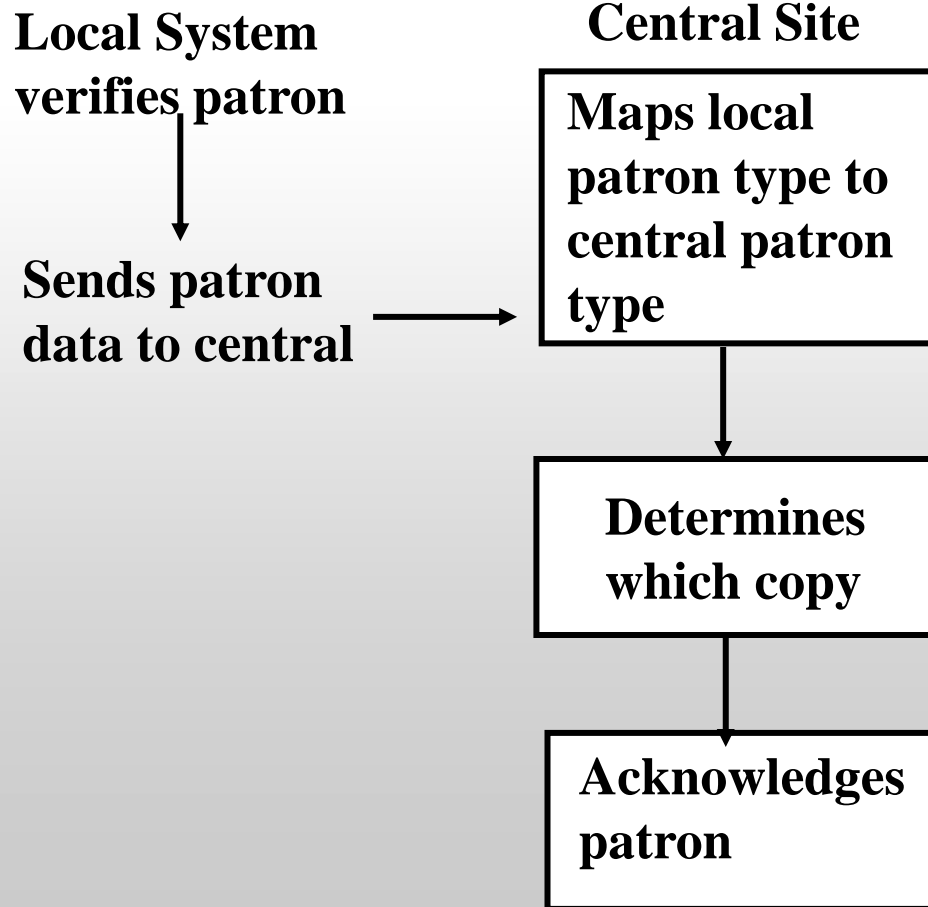 Local System
verifies patron
Sends patron
data to central
Central Site
Maps local
patron type to
central patron
type
Determines
which copy
Acknowledges
patron